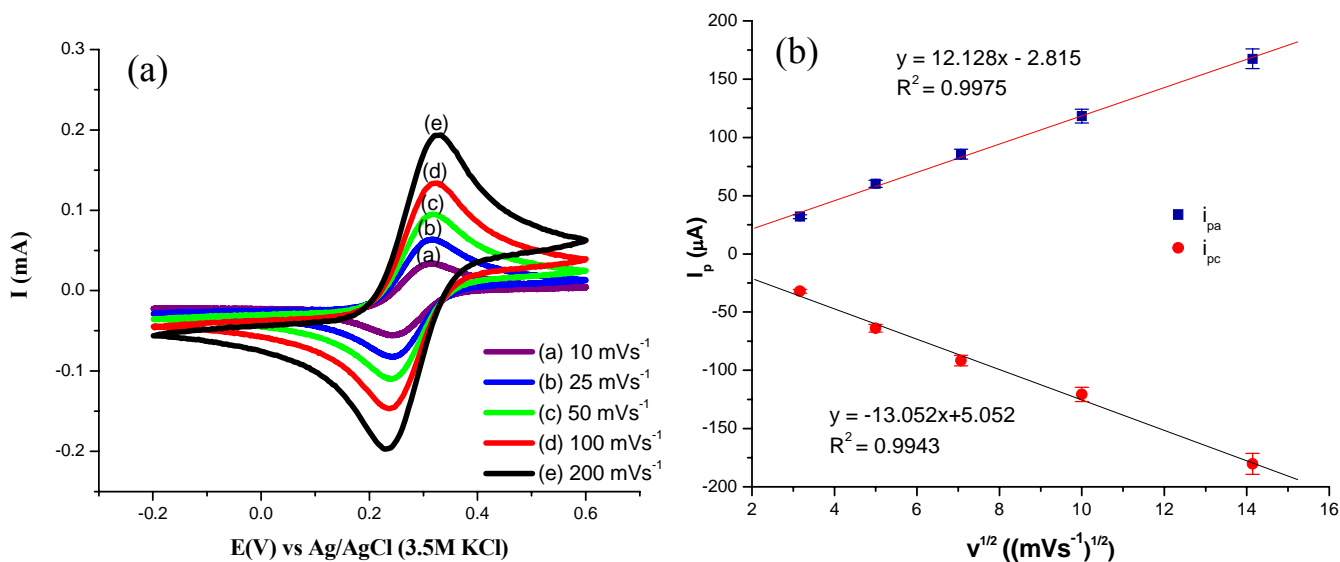 (a)
0.3
0.2
0.1
0.0
-0.1
-0.2
I (mA)
(e)
(d)
(c)
(b)
(a)
(a) 10 mVs⁻¹
(b) 25 mVs⁻¹
(c) 50 mVs⁻¹
(d) 100 mVs⁻¹
(e) 200 mVs⁻¹
-0.2 0.0 0.2 0.4 0.6
E(V) vs Ag/AgCl (3.5M KCl)
(b)
200
150
100
50
0
-50
-100
-150
-200
I_p (μA)
y = 12.128x - 2.815
R² = 0.9975
i_pa
i_pc
y = -13.052x+5.052
R² = 0.9943
2 4 6 8 10 12 14 16
v^1/2 ((mVs⁻¹)^1/2)